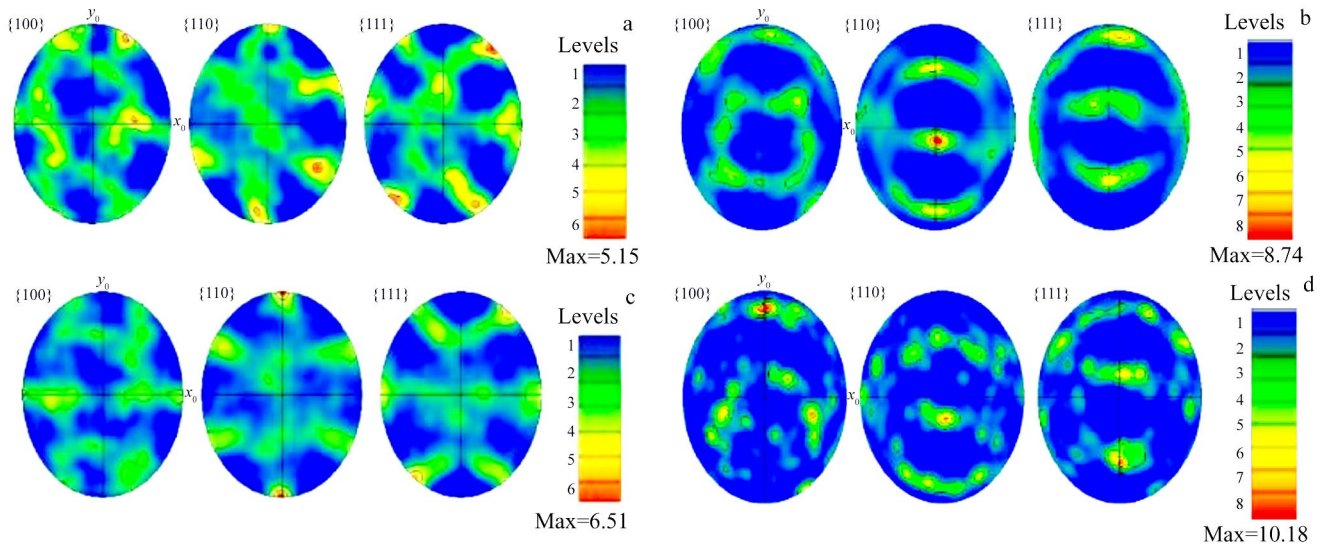 a
{100}
y₀
{110}
{111}
x₀
Levels
1
2
3
4
5
6
Max=5.15
b
{100}
y₀
{110}
{111}
x₀
Levels
1
2
3
4
5
6
7
8
Max=8.74
c
{100}
y₀
{110}
{111}
x₀
Levels
1
2
3
4
5
6
Max=6.51
d
{100}
y₀
{110}
{111}
x₀
Levels
1
2
3
4
5
6
7
8
Max=10.18